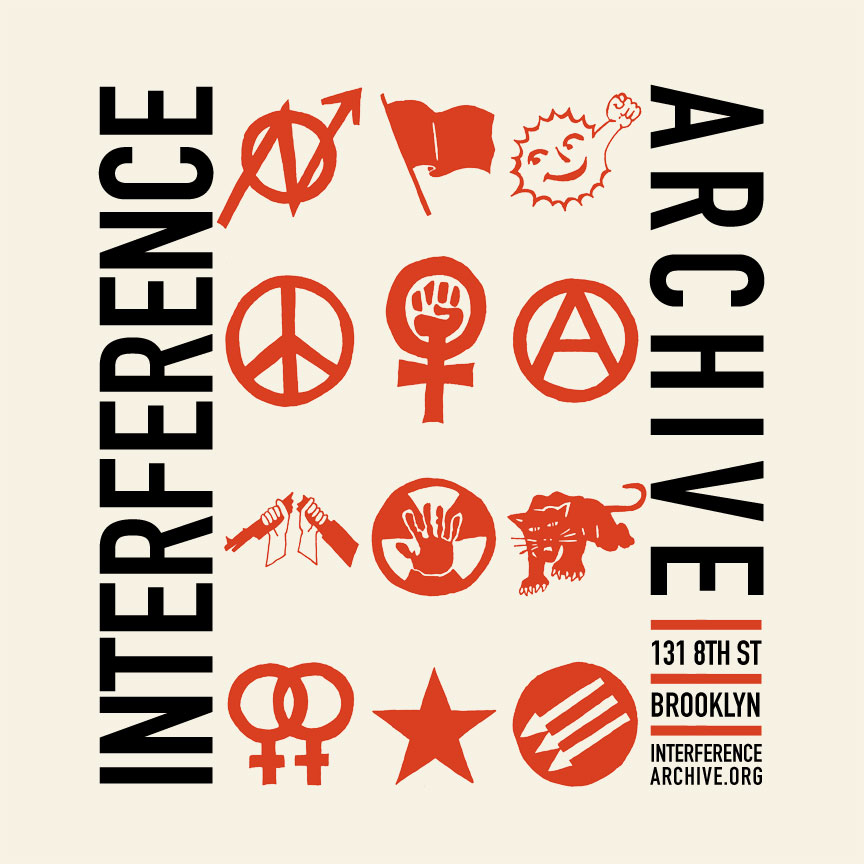 INTERFERENCE
ARCHIVE
131 8TH ST
BROOKLYN
INTERFERENCE
ARCHIVE.ORG